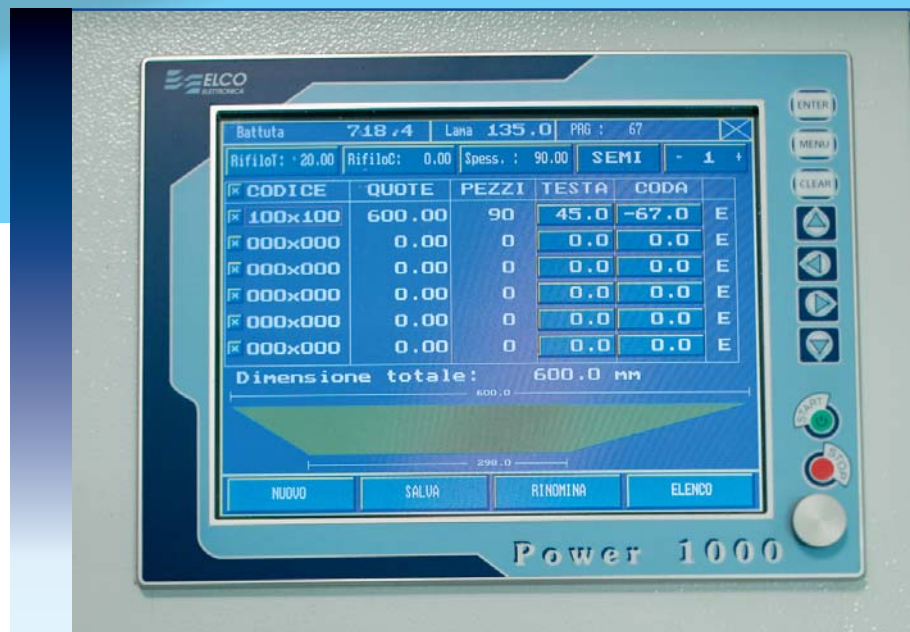 ELCO
ELETTRONICA
Battuta 718.4 Lama 135.0 PRG : 67
RifiloT: 20.00 RifiloC: 0.00 Spess. : 90.00 SEMI - 1 +
CODICE QUOTE PEZZI TESTA CODA
100x100 600.00 90 45.0 -67.0 E
000x000 0.00 0 0.0 0.0 E
000x000 0.00 0 0.0 0.0 E
000x000 0.00 0 0.0 0.0 E
000x000 0.00 0 0.0 0.0 E
000x000 0.00 0 0.0 0.0 E
Dimensione totale: 600.0 mm
600.0
298.0
NUOVO SALVA RINOMINA ELENCO
Power 1000
ENTER
MENU
CLEAR
START
STOP